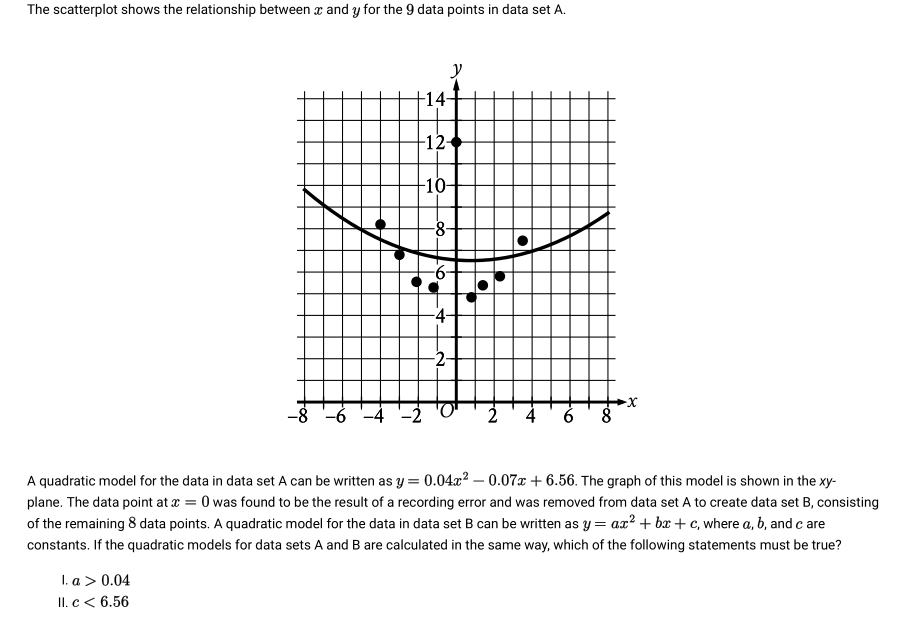 The scatterplot shows the relationship between x and y for the 9 data points in data set A.
y
14
12
10
8
6
4
2
-8 -6 -4 -2 O 2 4 6 8 x
A quadratic model for the data in data set A can be written as y = 0.04x² − 0.07x + 6.56. The graph of this model is shown in the xy-
plane. The data point at x = 0 was found to be the result of a recording error and was removed from data set A to create data set B, consisting
of the remaining 8 data points. A quadratic model for the data in data set B can be written as y = ax² + bx + c, where a, b, and c are
constants. If the quadratic models for data sets A and B are calculated in the same way, which of the following statements must be true?
I. a > 0.04
II. c < 6.56